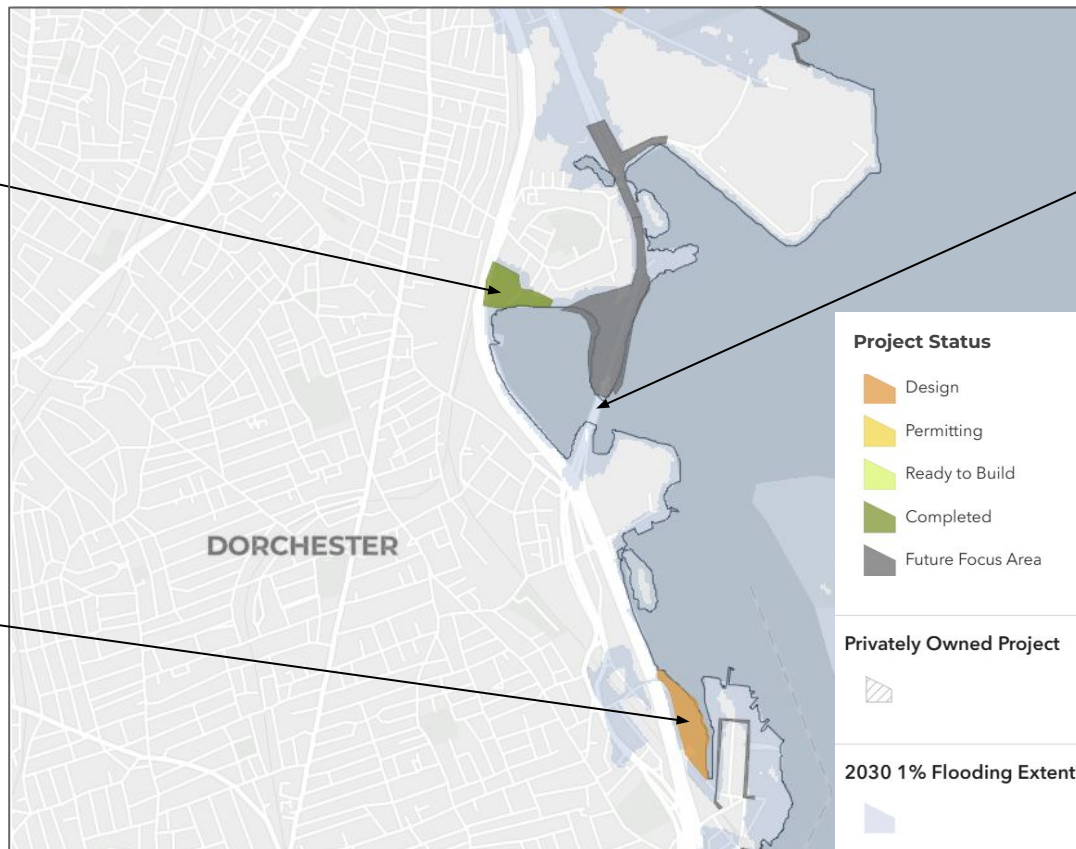 DORCHESTER
Project Status
Design
Permitting
Ready to Build
Completed
Future Focus Area
Privately Owned Project
2030 1% Flooding Extent